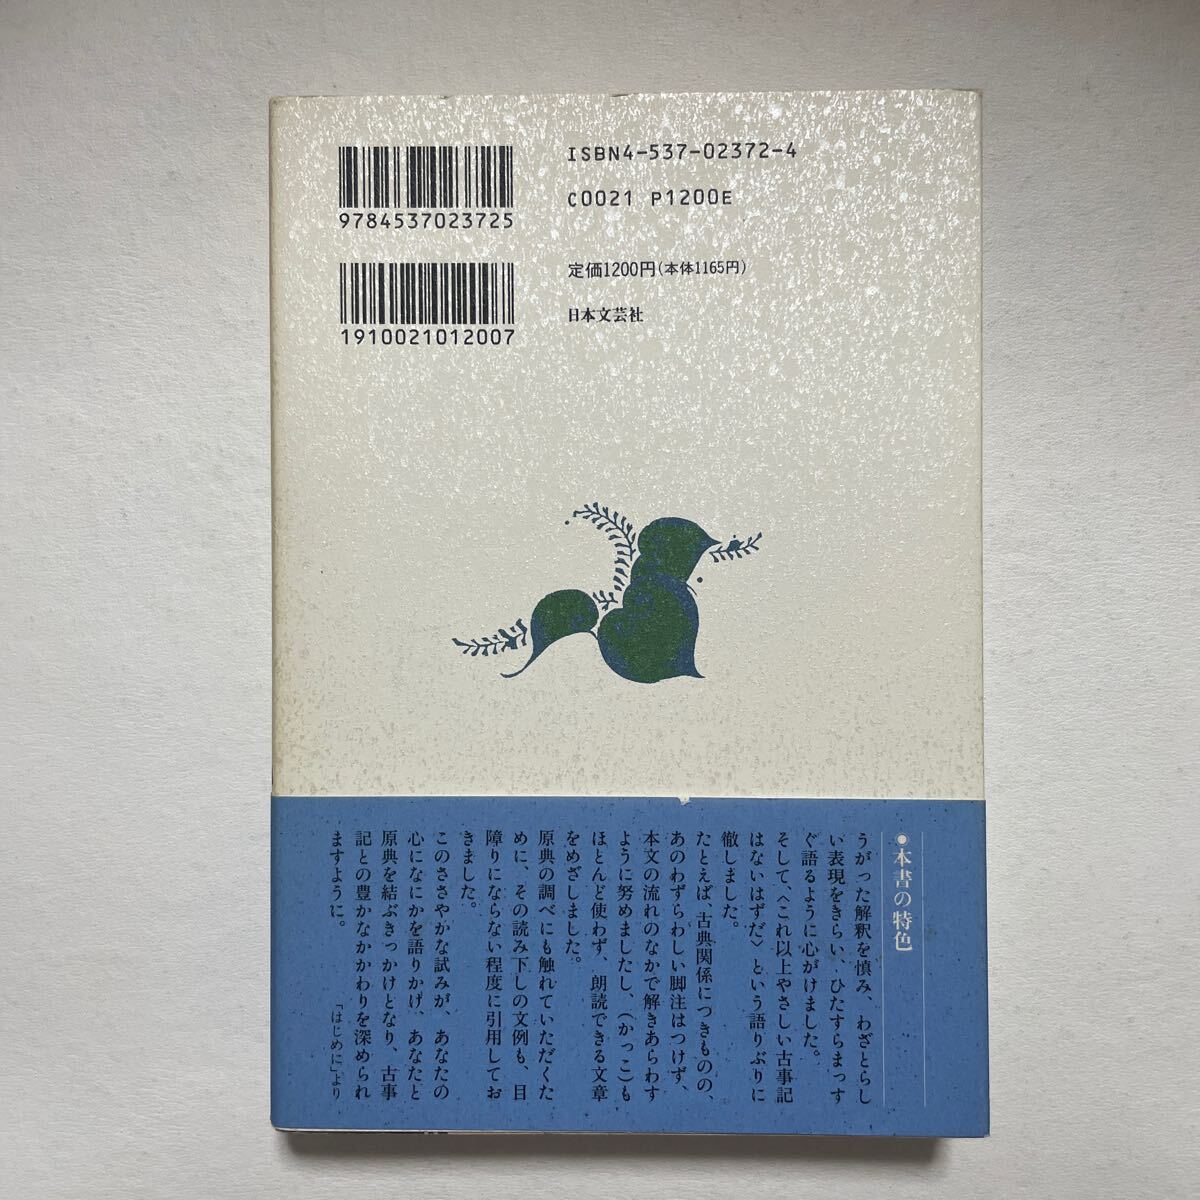 ISBN4-537-02372-4
C0021 P1200E
9784537023725
定価1200円(本体1165円)
日本文芸社
1910021012007
●本書の特色
うがった解釈を慎み、わざとらし
い表現をきらい、ひたすらまっす
ぐ語るように心がけました。
そして、〈これ以上やさしい古事記
はないはずだ〉という語りぶりに
徹しました。
たとえば、古典関係につきものの、
あのわずらわしい脚注はつけず、
本文の流れのなかで解きあらわす
ように努めましたし、(かっこ)も
ほとんど使わず、朗読できる文章
をめざしました。
原典の調べにも触れていただくた
めに、その読み下しの文例も、目
障りにならない程度に引用してお
きました。
このささやかな試みが、あなたの
心になにかを語りかけ、あなたと
原典を結ぶきっかけとなり、古事
記との豊かなかかわりを深められ
ますように。
「はじめに」より